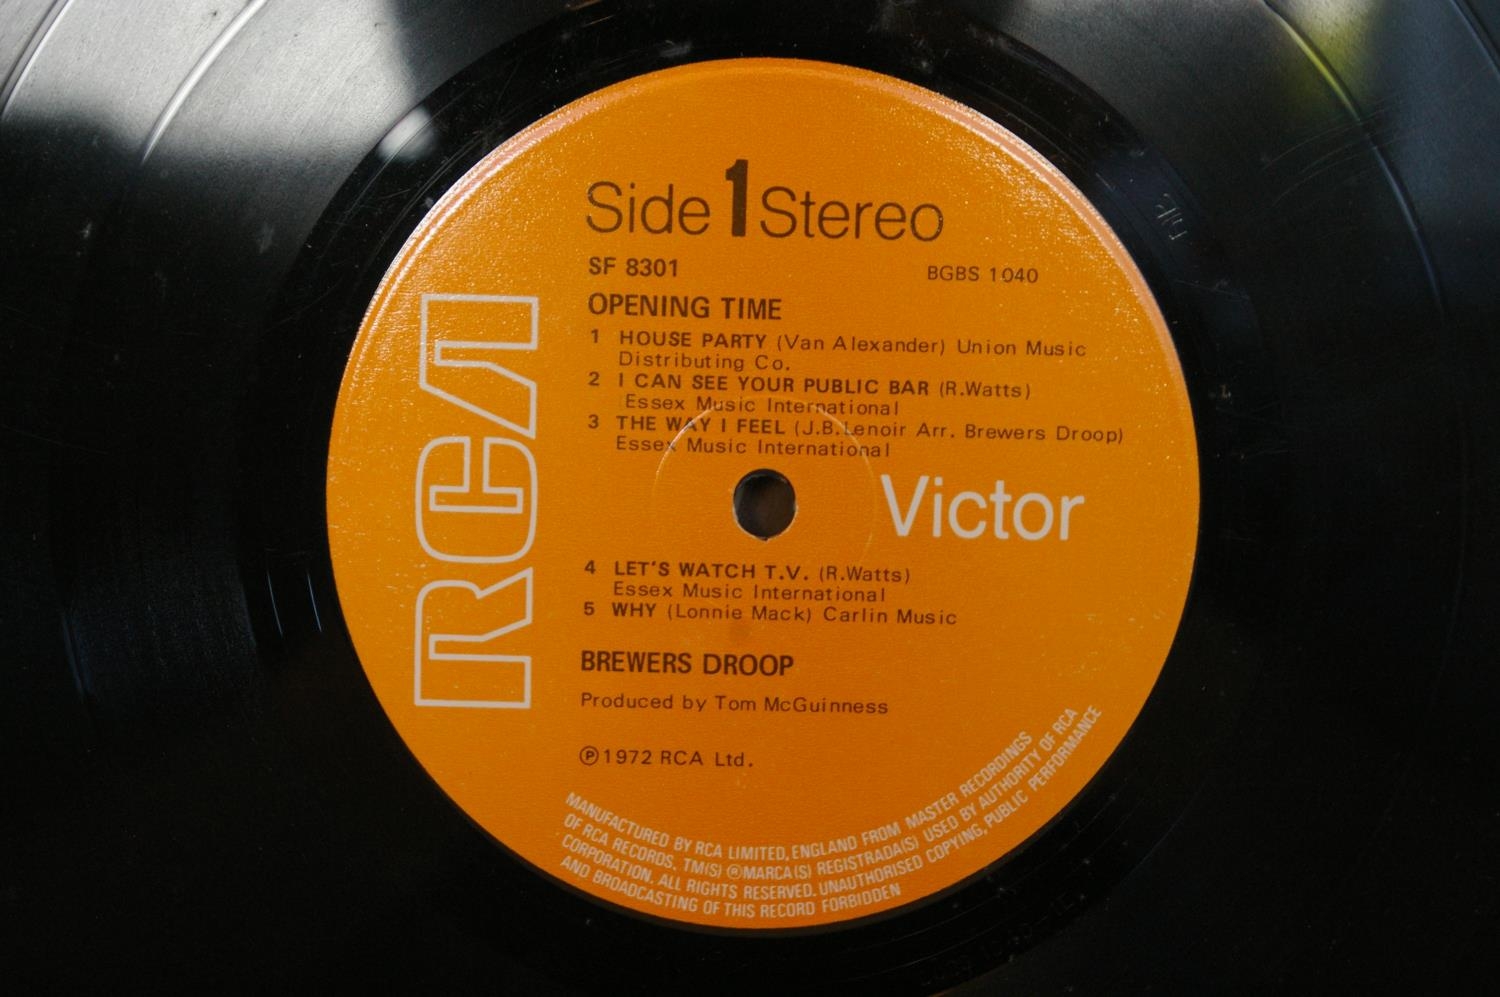 Side 1 Stereo
SF 8301 BGBS 1040
OPENING TIME
1 HOUSE PARTY (Van Alexander) Union Music
Distributing Co.
2 I CAN SEE YOUR PUBLIC BAR (R.Watts)
Essex Music International
3 THE WAY I FEEL (J.B.Lenoir Arr. Brewers Droop)
Essex Music International
RCA
Victor
4 LET'S WATCH T.V. (R.Watts)
Essex Music International
5 WHY (Lonnie Mack) Carlin Music
BREWERS DROOP
Produced by Tom McGuinness
℗1972 RCA Ltd.
MANUFACTURED BY RCA LIMITED, ENGLAND FROM MASTER RECORDINGS
OF RCA RECORDS. TM(S) ®MARCA(S) REGISTRADA(S) USED BY AUTHORITY OF RCA
CORPORATION. ALL RIGHTS RESERVED. UNAUTHORISED COPYING, PUBLIC PERFORMANCE
AND BROADCASTING OF THIS RECORD FORBIDDEN